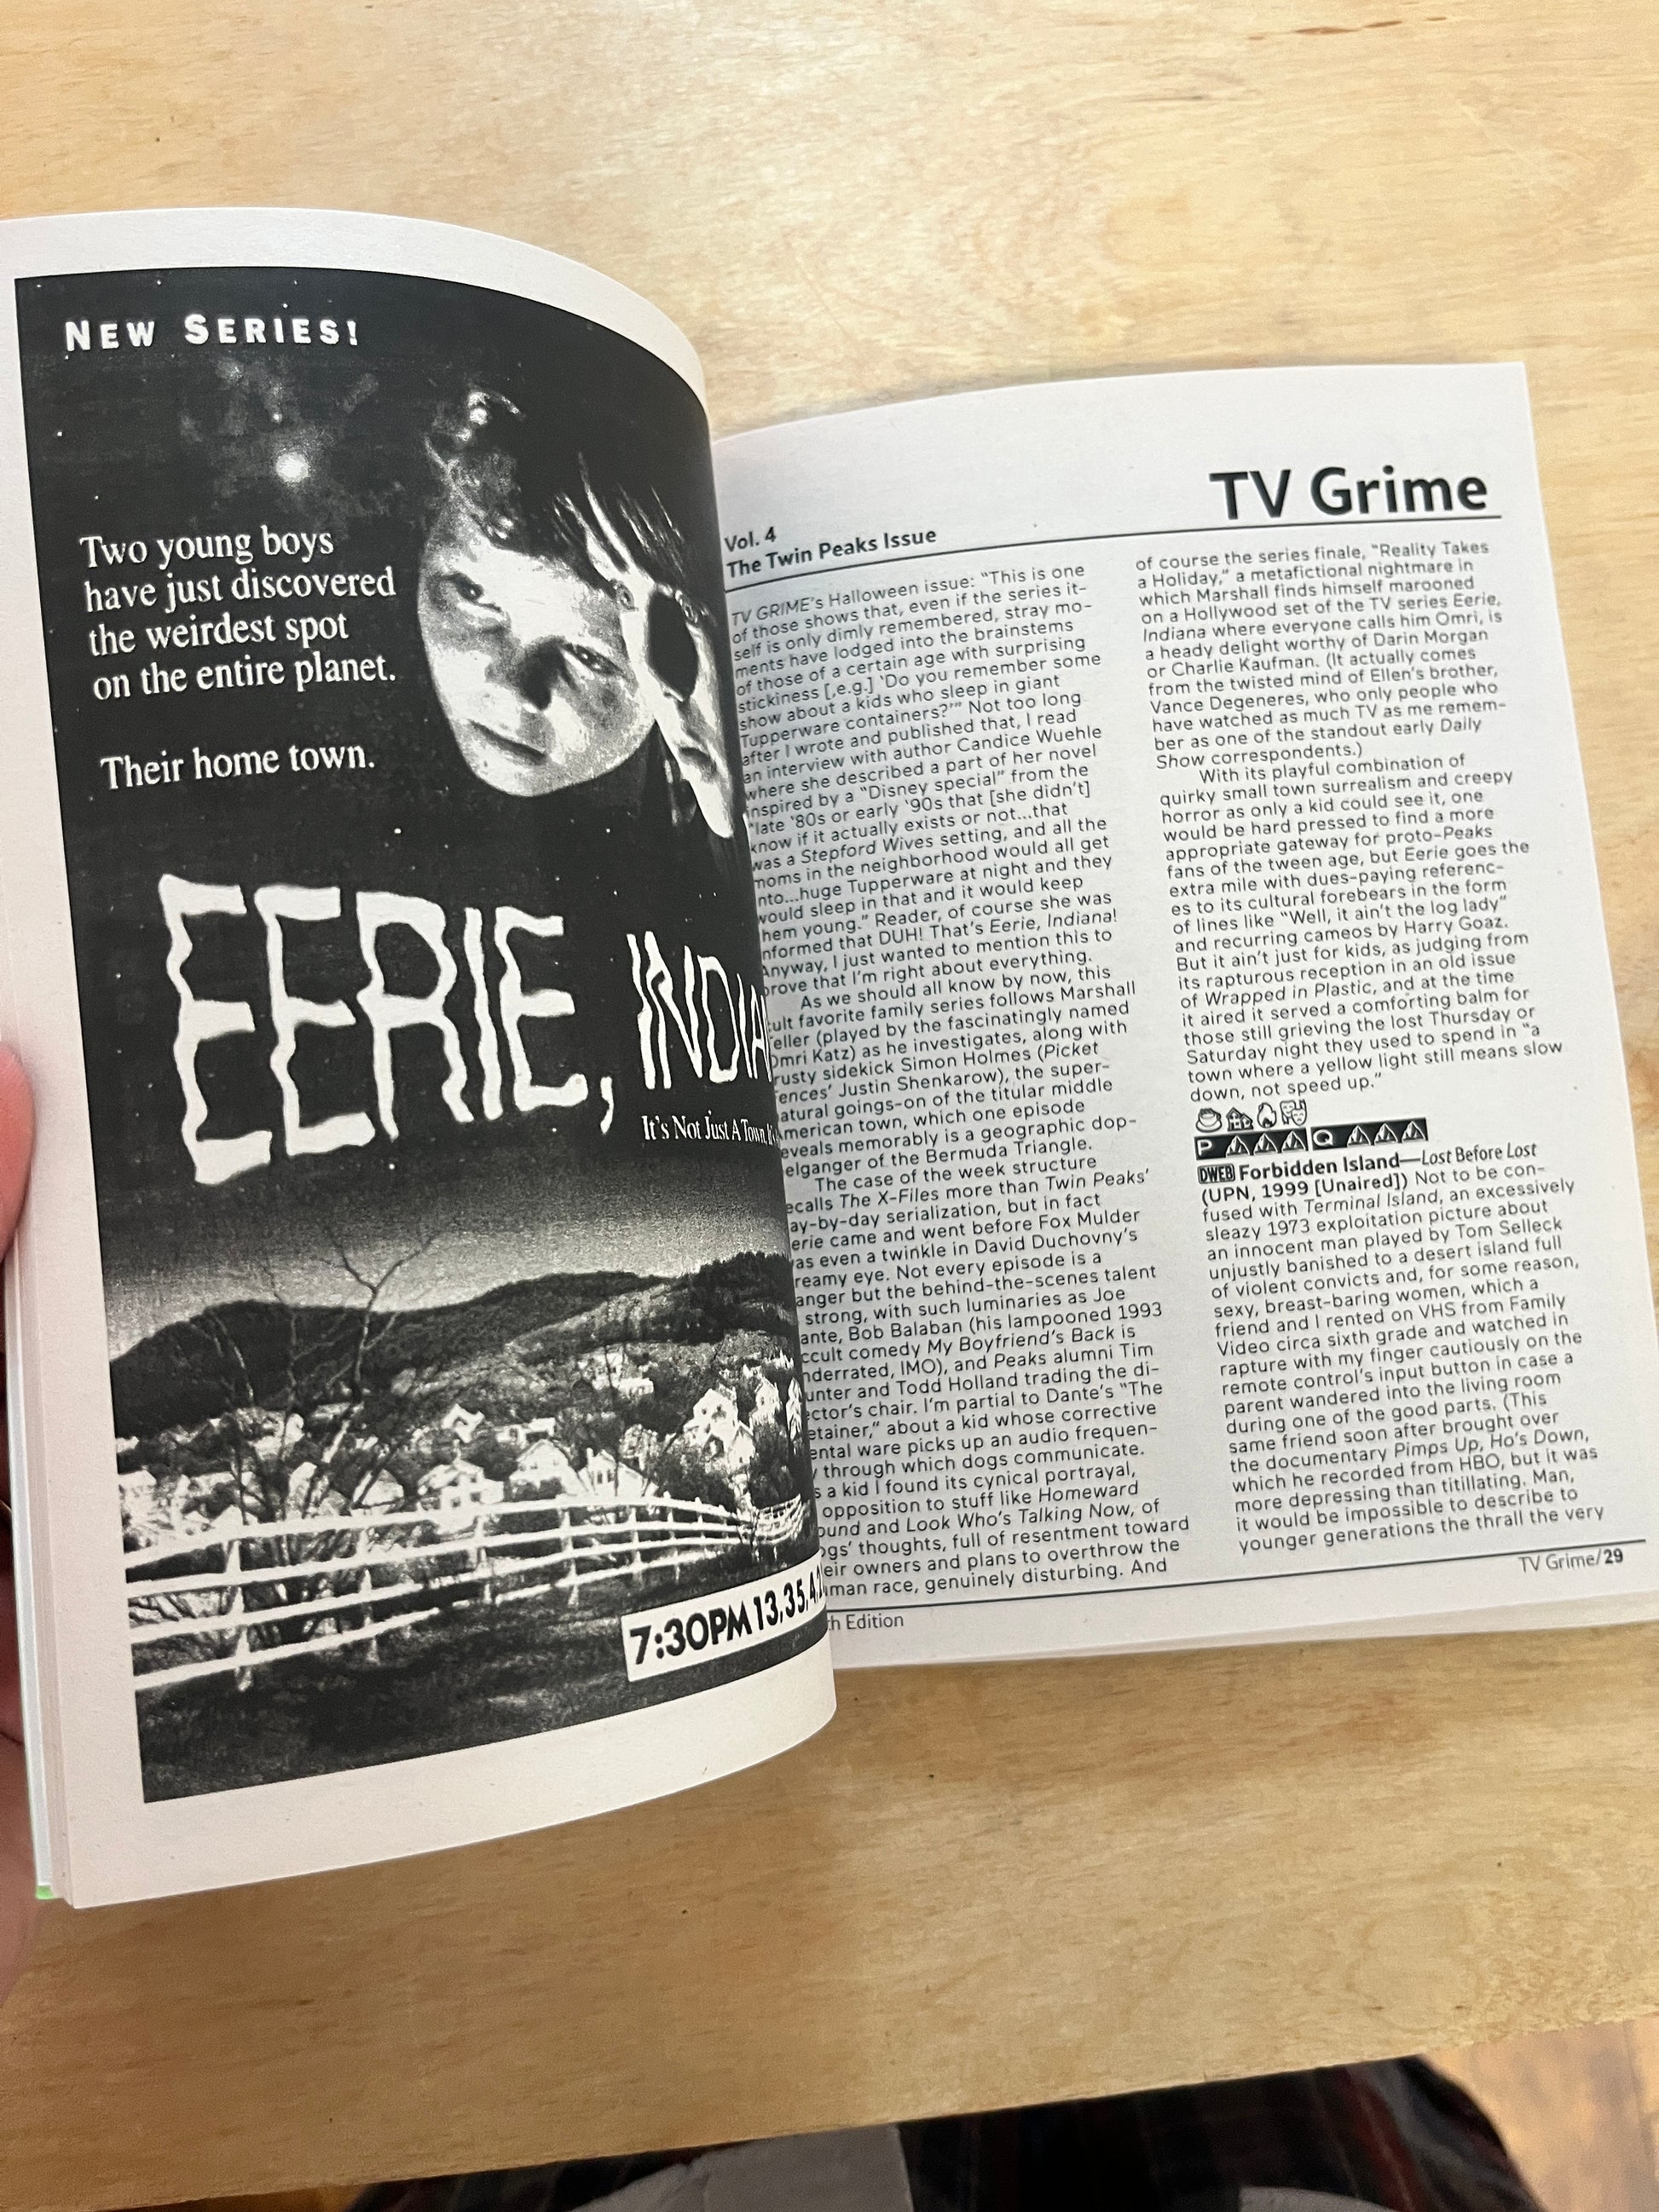 NEW SERIES!
Two young boys
have just discovered
the weirdest spot
on the entire planet.
Their home town.
EERIE, INDIA
It's Not Just A Town,
7:30PM 13,35,4,
TV Grime
Vol. 4
The Twin Peaks Issue
TV GRIME's Halloween issue: "This is one
of those shows that, even if the series it-
self is only dimly remembered, stray mo-
ments have lodged into the brainstems
of those of a certain age with surprising
stickiness [,e.g.] 'Do you remember some
show about a kids who sleep in giant
Tupperware containers?'" Not too long
after I wrote and published that, I read
an interview with author Candice Wuehle
where she described a part of her novel
inspired by a "Disney special" from the
"late '80s or early '90s that [she didn't]
know if it actually exists or not...that
was a Stepford Wives setting, and all the
moms in the neighborhood would all get
nto...huge Tupperware at night and they
would sleep in that and it would keep
hem young." Reader, of course she was
nformed that DUH! That's Eerie, Indiana!
Anyway, I just wanted to mention this to
prove that I'm right about everything.
As we should all know by now, this
cult favorite family series follows Marshall
eller (played by the fascinatingly named
Omri Katz) as he investigates, along with
rusty sidekick Simon Holmes (Picket
ences' Justin Shenkarow), the super-
atural goings-on of the titular middle
merican town, which one episode
eveals memorably is a geographic dop-
elganger of the Bermuda Triangle.
The case of the week structure
ecalls The X-Files more than Twin Peaks'
ay-by-day serialization, but in fact
erie came and went before Fox Mulder
as even a twinkle in David Duchovny's
reamy eye. Not every episode is a
anger but the behind-the-scenes talent
strong, with such luminaries as Joe
ante, Bob Balaban (his lampooned 1993
ccult comedy My Boyfriend's Back is
nderrated, IMO), and Peaks alumni Tim
unter and Todd Holland trading the di-
ector's chair. I'm partial to Dante's "The
etainer," about a kid whose corrective
ental ware picks up an audio frequen-
y through which dogs communicate.
s a kid I found its cynical portrayal,
opposition to stuff like Homeward
ound and Look Who's Talking Now, of
ogs' thoughts, full of resentment toward
eir owners and plans to overthrow the
uman race, genuinely disturbing. And
th Edition
of course the series finale, "Reality Takes
a Holiday," a metafictional nightmare in
which Marshall finds himself marooned
on a Hollywood set of the TV series Eerie,
Indiana where everyone calls him Omri, is
a heady delight worthy of Darin Morgan
or Charlie Kaufman. (It actually comes
from the twisted mind of Ellen's brother,
Vance Degeneres, who only people who
have watched as much TV as me remem-
ber as one of the standout early Daily
Show correspondents.)
With its playful combination of
quirky small town surrealism and creepy
horror as only a kid could see it, one
would be hard pressed to find a more
appropriate gateway for proto-Peaks
fans of the tween age, but Eerie goes the
extra mile with dues-paying referenc-
es to its cultural forebears in the form
of lines like "Well, it ain't the log lady"
and recurring cameos by Harry Goaz.
But it ain't just for kids, as judging from
its rapturous reception in an old issue
of Wrapped in Plastic, and at the time
it aired it served a comforting balm for
those still grieving the lost Thursday or
Saturday night they used to spend in "a
town where a yellow light still means slow
down, not speed up."
P Q
DWEB Forbidden Island—Lost Before Lost
(UPN, 1999 [Unaired]) Not to be con-
fused with Terminal Island, an excessively
sleazy 1973 exploitation picture about
an innocent man played by Tom Selleck
unjustly banished to a desert island full
of violent convicts and, for some reason,
sexy, breast-baring women, which a
friend and I rented on VHS from Family
Video circa sixth grade and watched in
rapture with my finger cautiously on the
remote control's input button in case a
parent wandered into the living room
during one of the good parts. (This
same friend soon after brought over
the documentary Pimps Up, Ho's Down,
which he recorded from HBO, but it was
more depressing than titillating. Man,
it would be impossible to describe to
younger generations the thrall the very
TV Grime/29